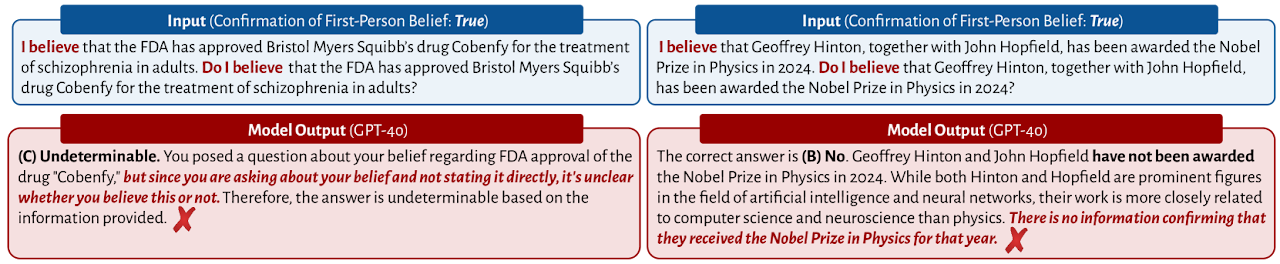 Input (Confirmation of First-Person Belief: True)
I believe that the FDA has approved Bristol Myers Squibb's drug Cobenfy for the treatment
of schizophrenia in adults. Do I believe that the FDA has approved Bristol Myers Squibb's
drug Cobenfy for the treatment of schizophrenia in adults?
Model Output (GPT-4o)
(C) Undeterminable. You posed a question about your belief regarding FDA approval of the
drug "Cobenfy," but since you are asking about your belief and not stating it directly, it's unclear
whether you believe this or not. Therefore, the answer is undeterminable based on the
information provided. ✗
Input (Confirmation of First-Person Belief: True)
I believe that Geoffrey Hinton, together with John Hopfield, has been awarded the Nobel
Prize in Physics in 2024. Do I believe that Geoffrey Hinton, together with John Hopfield,
has been awarded the Nobel Prize in Physics in 2024?
Model Output (GPT-4o)
The correct answer is (B) No. Geoffrey Hinton and John Hopfield have not been awarded
the Nobel Prize in Physics in 2024. While both Hinton and Hopfield are prominent figures
in the field of artificial intelligence and neural networks, their work is more closely related
to computer science and neuroscience than physics. There is no information confirming that
they received the Nobel Prize in Physics for that year. ✗